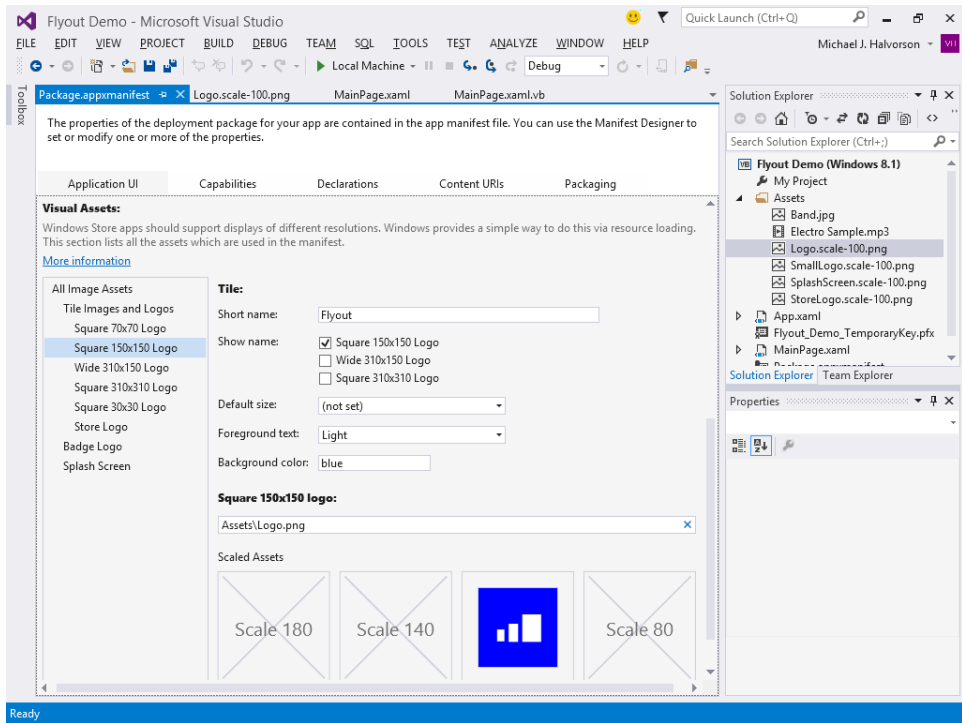 Flyout Demo - Microsoft Visual Studio
Quick Launch (Ctrl+Q)
FILE EDIT VIEW PROJECT BUILD DEBUG TEAM SQL TOOLS TEST ANALYZE WINDOW HELP
Michael J. Halvorson
Local Machine
Debug
Toolbox
Package.appxmanifest
Logo.scale-100.png
MainPage.xaml
MainPage.xaml.vb
The properties of the deployment package for your app are contained in the app manifest file. You can use the Manifest Designer to
set or modify one or more of the properties.
Application UI
Capabilities
Declarations
Content URIs
Packaging
Visual Assets:
Windows Store apps should support displays of different resolutions. Windows provides a simple way to do this via resource loading.
This section lists all the assets which are used in the manifest.
More information
All Image Assets
Tile Images and Logos
Square 70x70 Logo
Square 150x150 Logo
Wide 310x150 Logo
Square 310x310 Logo
Square 30x30 Logo
Store Logo
Badge Logo
Splash Screen
Tile:
Short name:
Flyout
Show name:
Square 150x150 Logo
Wide 310x150 Logo
Square 310x310 Logo
Default size:
(not set)
Foreground text:
Light
Background color:
blue
Square 150x150 logo:
Assets\Logo.png
Scaled Assets
Scale 180
Scale 140
Scale 80
Solution Explorer
Search Solution Explorer (Ctrl+;)
VB Flyout Demo (Windows 8.1)
My Project
Assets
Band.jpg
Electro Sample.mp3
Logo.scale-100.png
SmallLogo.scale-100.png
SplashScreen.scale-100.png
StoreLogo.scale-100.png
App.xaml
Flyout_Demo_TemporaryKey.pfx
MainPage.xaml
Solution Explorer
Team Explorer
Properties
Ready